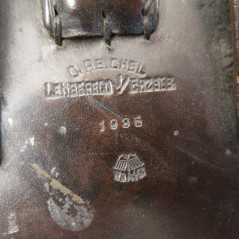 O. REICHEL
LENGEFELD I/ERZGEB.
1936